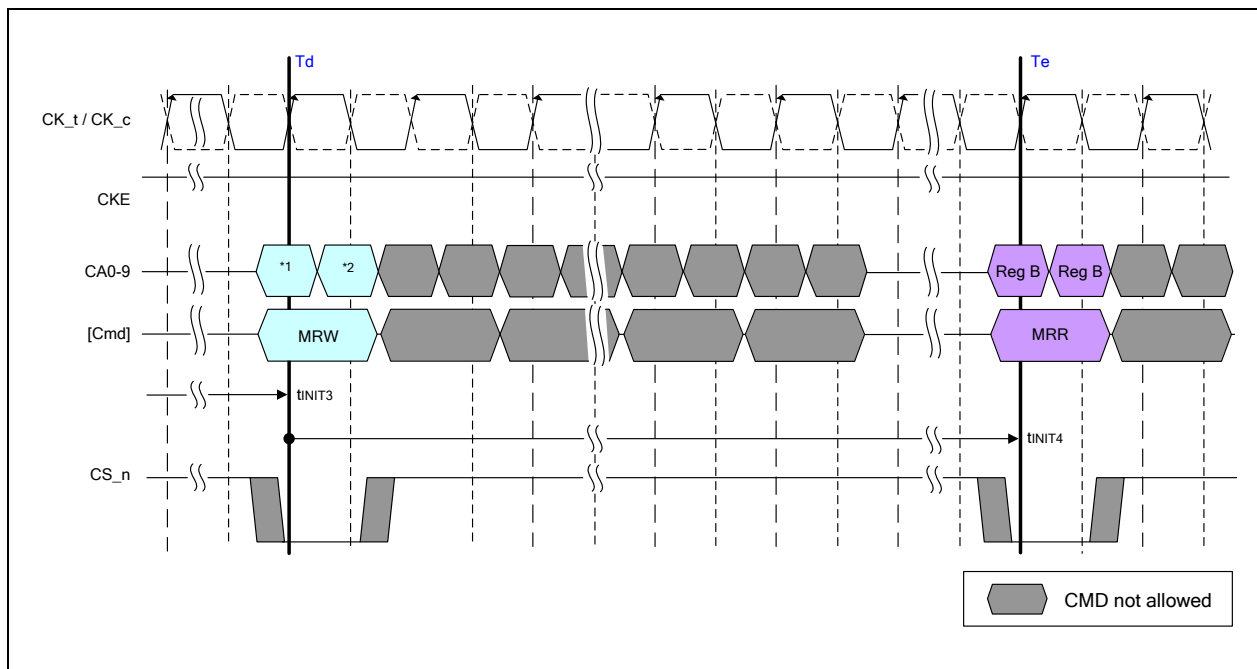 Td Te
CK_t / CK_c
CKE
CA0-9 *1 *2 Reg B Reg B
[Cmd] MRW MRR
tINIT3
tINIT4
CS_n
CMD not allowed